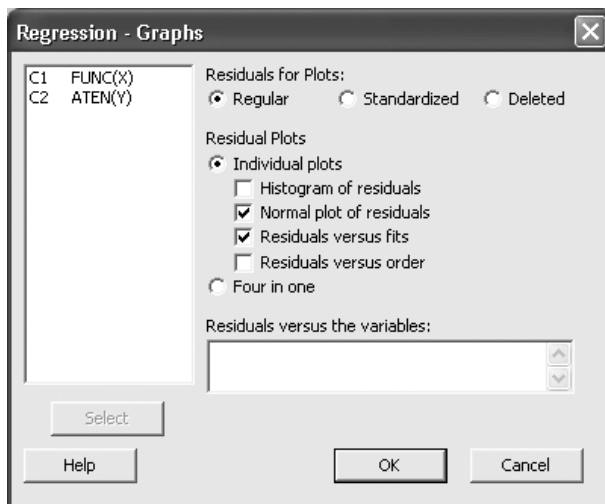 Regression - Graphs
C1 FUNC(X)
C2 ATEN(Y)
Residuals for Plots:
Regular Standardized Deleted
Residual Plots
Individual plots
Histogram of residuals
Normal plot of residuals
Residuals versus fits
Residuals versus order
Four in one
Residuals versus the variables:
Select
Help OK Cancel